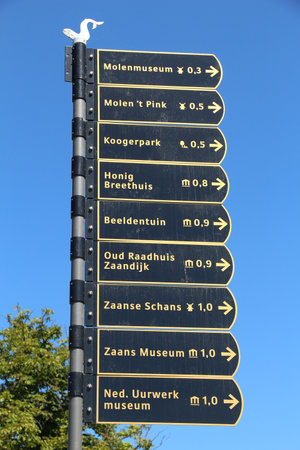 Molenmuseum 0,3
Molen 't Pink 0,5
Koogerpark 0,5
Honig
Breethuis 0,8
Beeldentuin 0,9
Oud Raadhuis
Zaandijk 0,9
Zaanse Schans 1,0
Zaans Museum 1,0
Ned. Uurwerk
museum 1,0